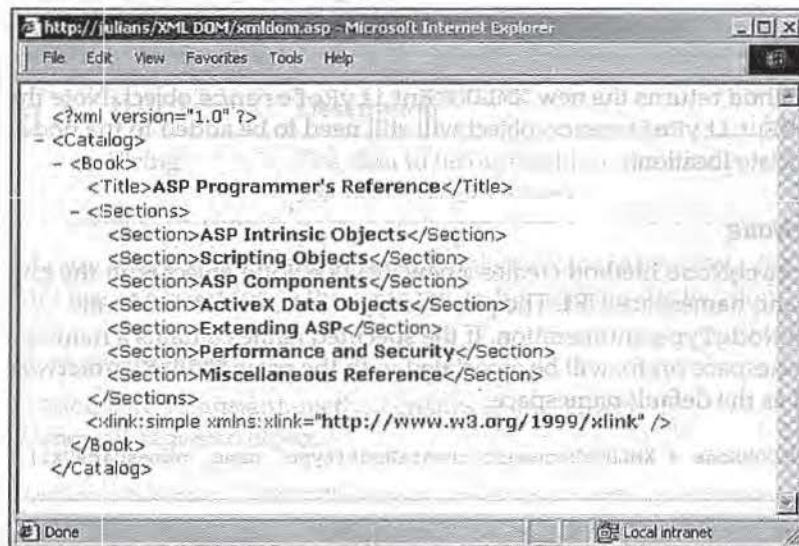 http://julians/XML DOM/xmldom.asp - Microsoft Internet Explorer
File Edit View Favorites Tools Help
<?xml version="1.0" ?>
- <Catalog>
- <Book>
<Title>ASP Programmer's Reference</Title>
- <Sections>
<Section>ASP Intrinsic Objects</Section>
<Section>Scripting Objects</Section>
<Section>ASP Components</Section>
<Section>ActiveX Data Objects</Section>
<Section>Extending ASP</Section>
<Section>Performance and Security</Section>
<Section>Miscellaneous Reference</Section>
</Sections>
<xlink:simple xmlns:xlink="http://www.w3.org/1999/xlink" />
</Book>
</Catalog>
Done Local intranet